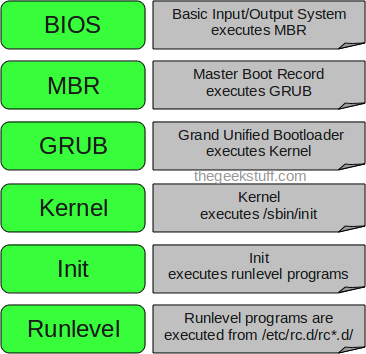 BIOS
Basic Input/Output System
executes MBR
MBR
Master Boot Record
executes GRUB
GRUB
Grand Unified Bootloader
executes Kernel
thegeekstuff.com
Kernel
Kernel
executes /sbin/init
Init
Init
executes runlevel programs
Runlevel
Runlevel programs are
executed from /etc/rc.d/rc*.d/